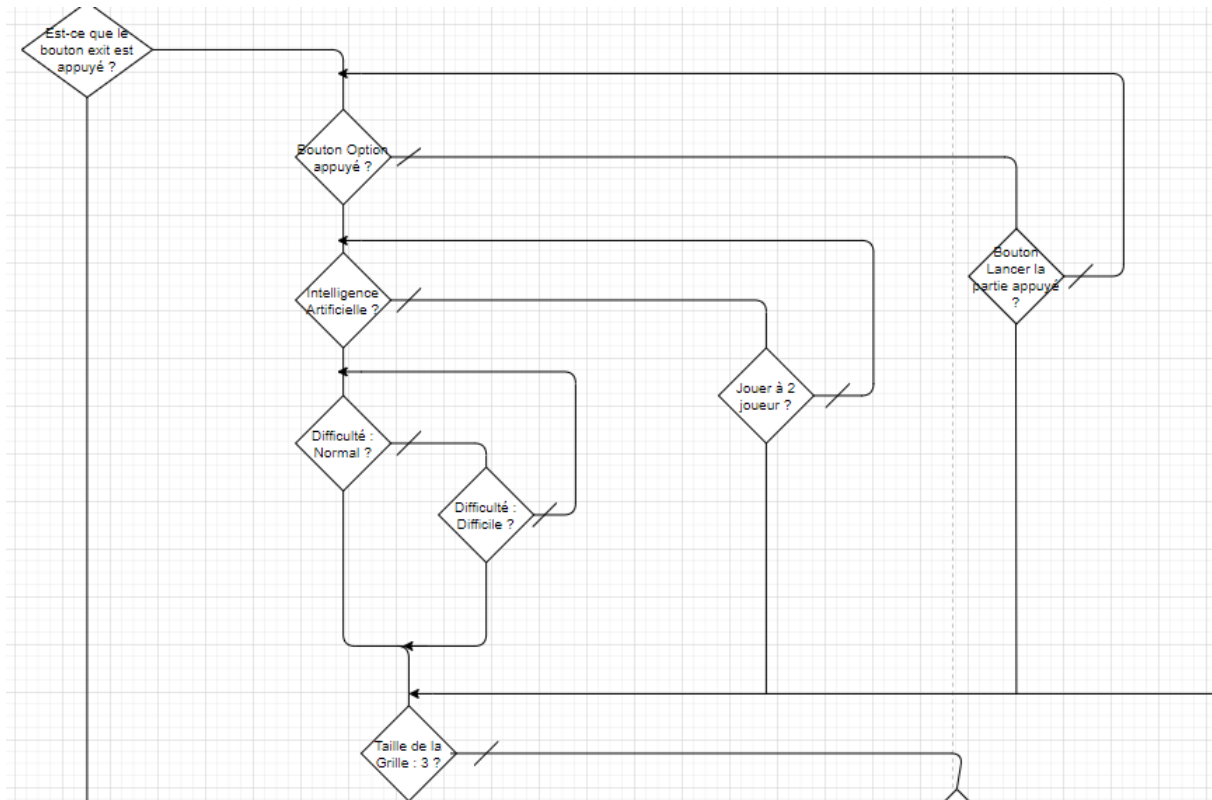 Est-ce que le
bouton exit est
appuyé ?
Bouton Option
appuyé ?
Bouton
Lancer la
partie appuyé
?
Intelligence
Artificielle ?
Jouer à 2
joueur ?
Difficulté :
Normal ?
Difficulté :
Difficile ?
Taille de la
Grille : 3 ?